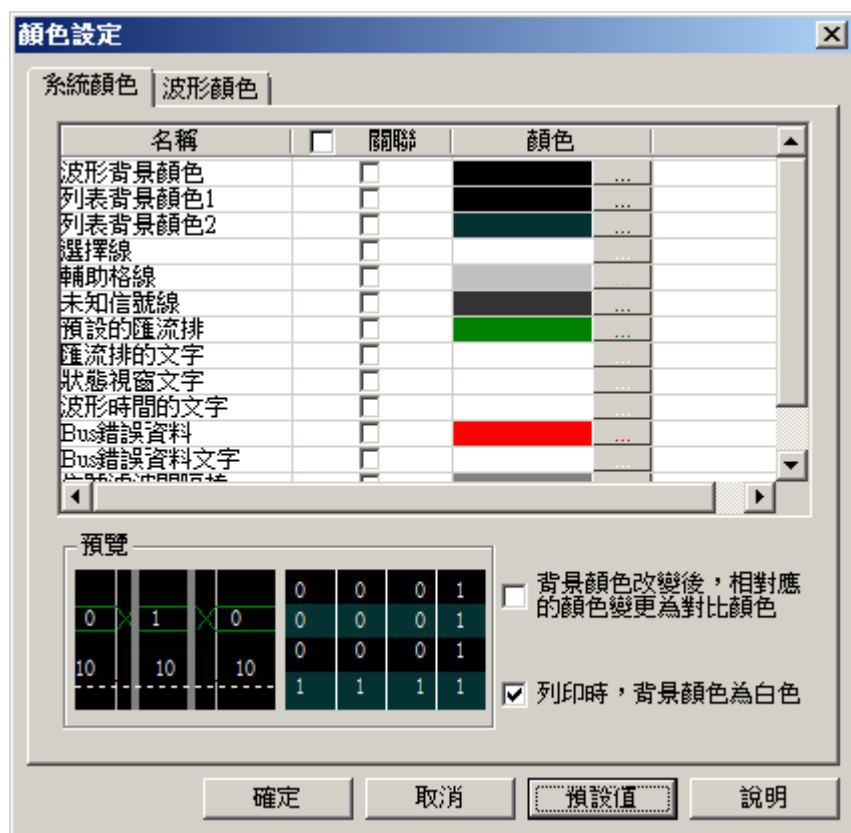 顏色設定
系統顏色 波形顏色
名稱 關聯 顏色
波形背景顏色 ...
列表背景顏色1 ...
列表背景顏色2 ...
選擇線 ...
輔助格線 ...
未知信號線 ...
預設的匯流排 ...
匯流排的文字 ...
狀態視窗文字 ...
波形時間的文字 ...
Bus錯誤資料 ...
Bus錯誤資料文字 ...
預覽
0 1 0
10 10 10
0 0 0 1
0 0 0 1
0 0 0 1
1 1 1 1
背景顏色改變後，相對應
的顏色變更為對比顏色
列印時，背景顏色為白色
確定 取消 預設值 說明